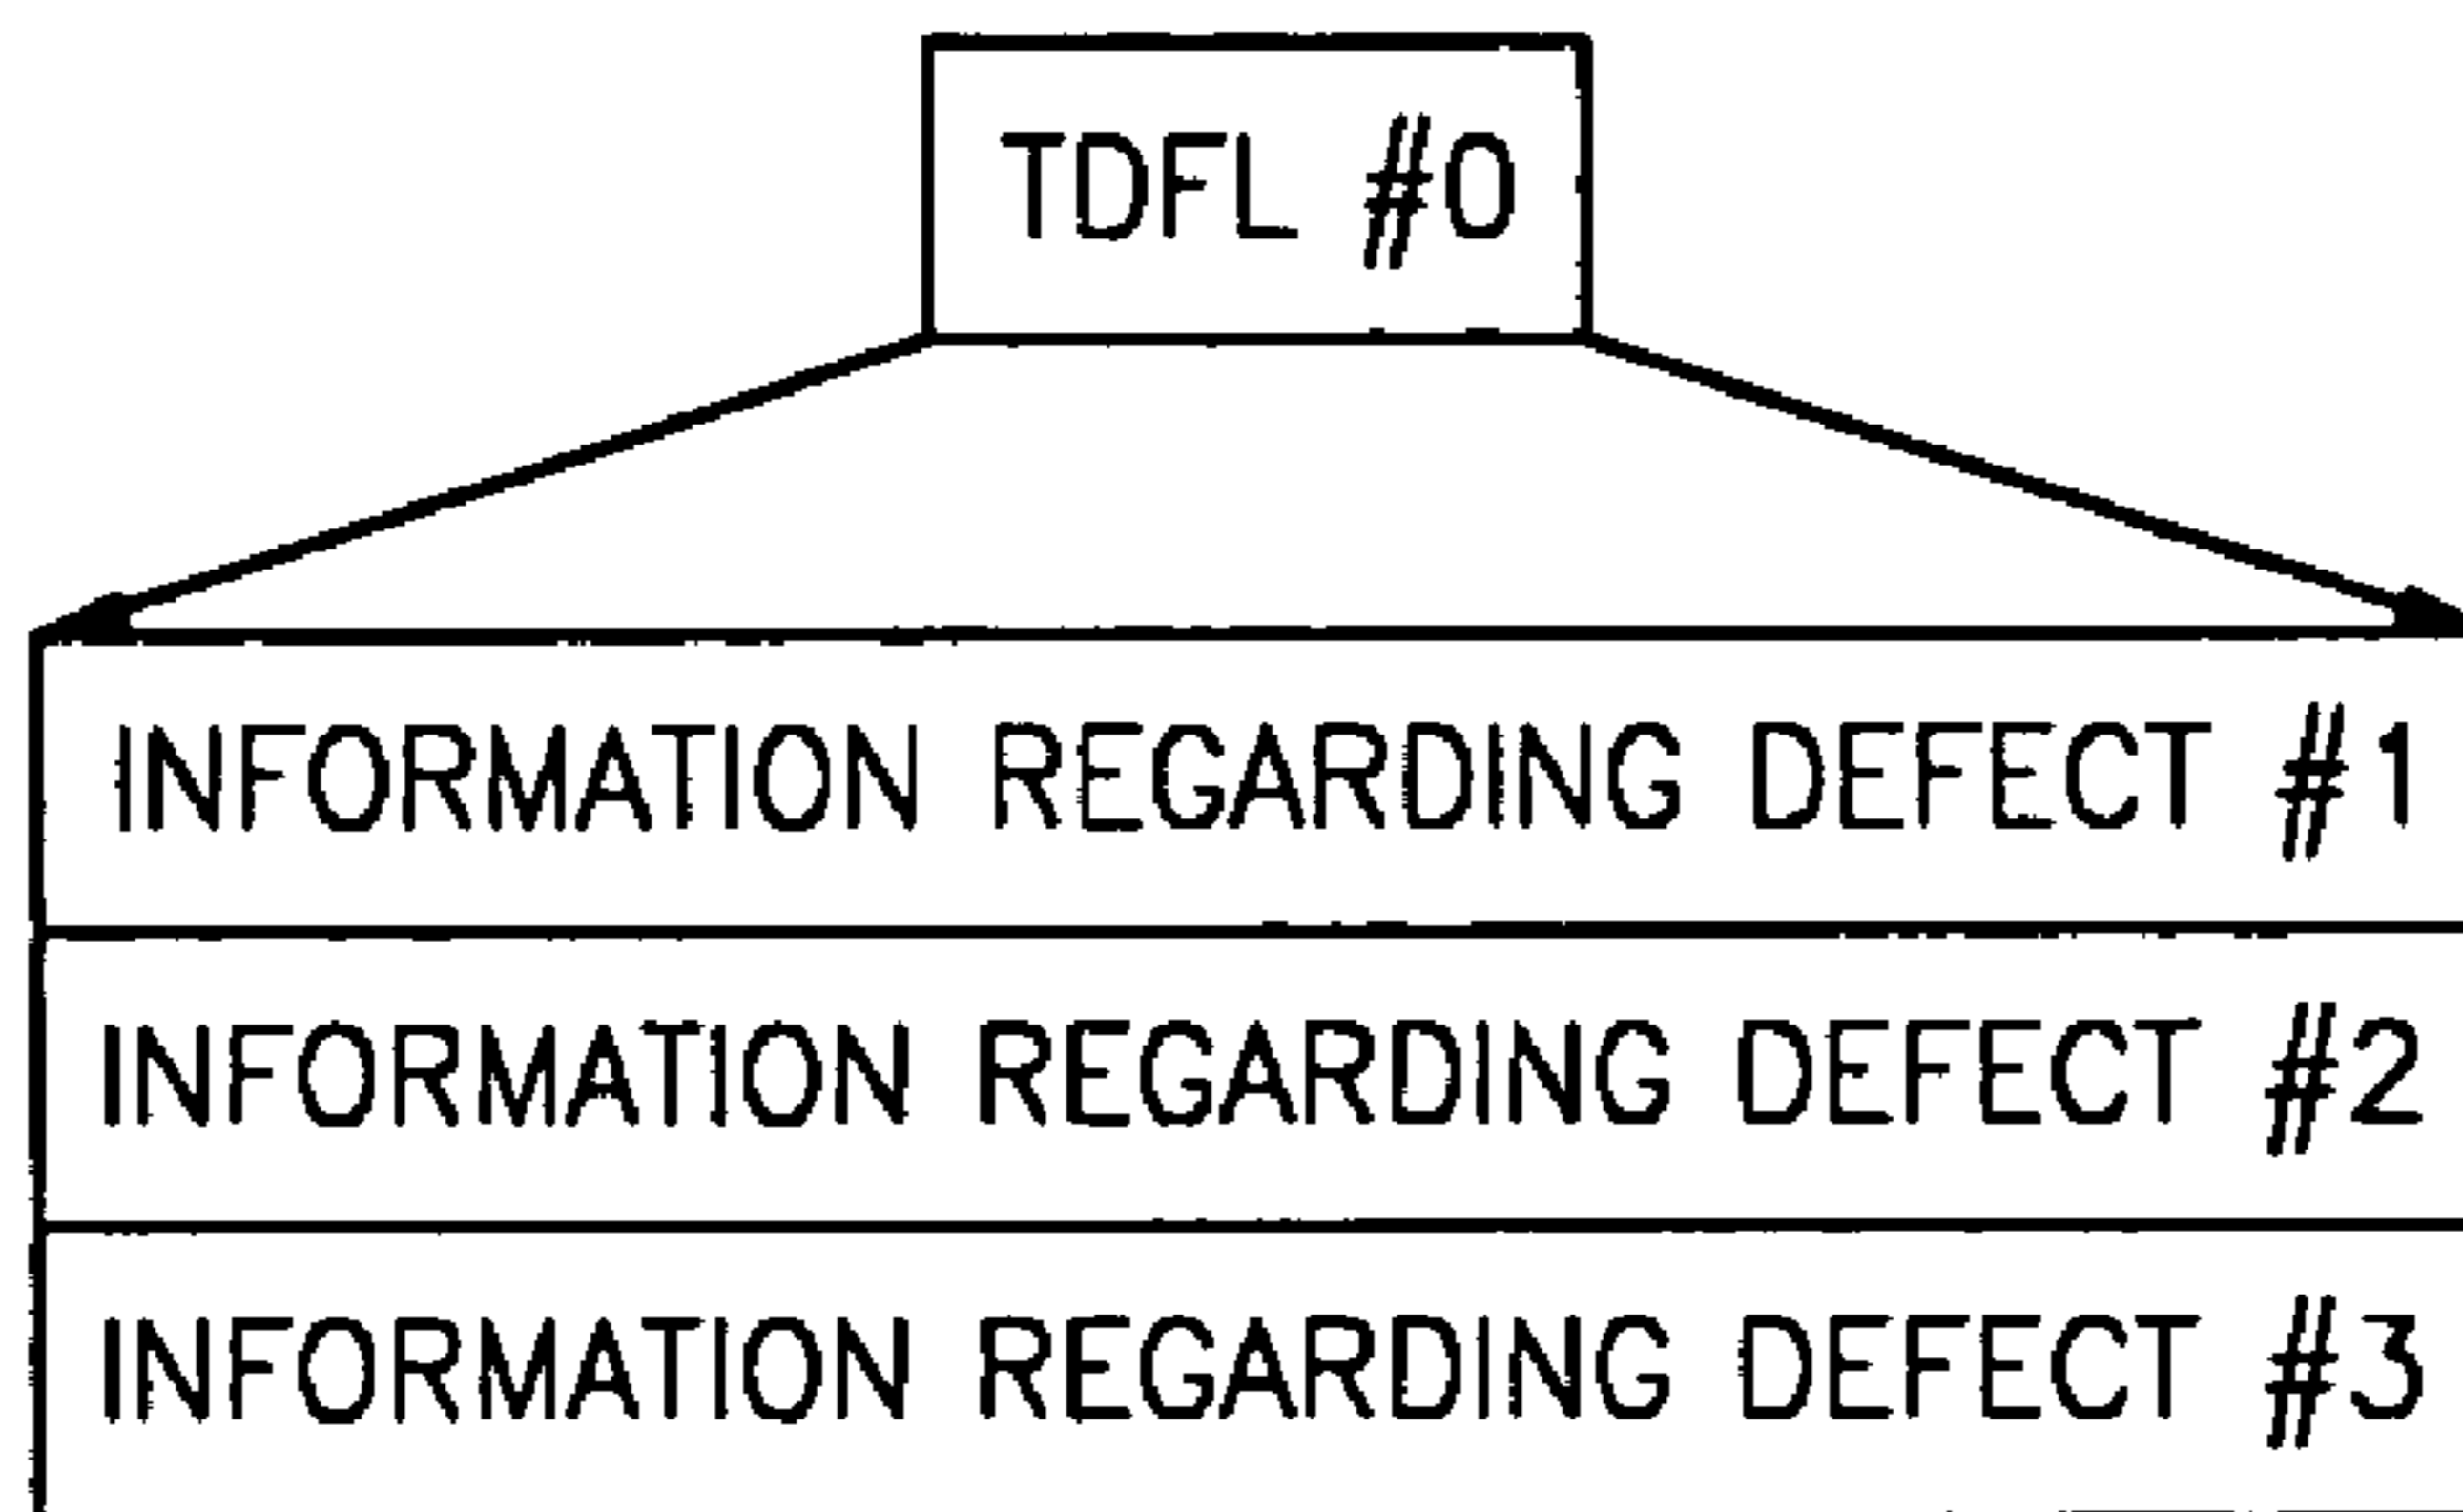 TDFL #0
INFORMATION REGARDING DEFECT #1
INFORMATION REGARDING DEFECT #2
INFORMATION REGARDING DEFECT #3